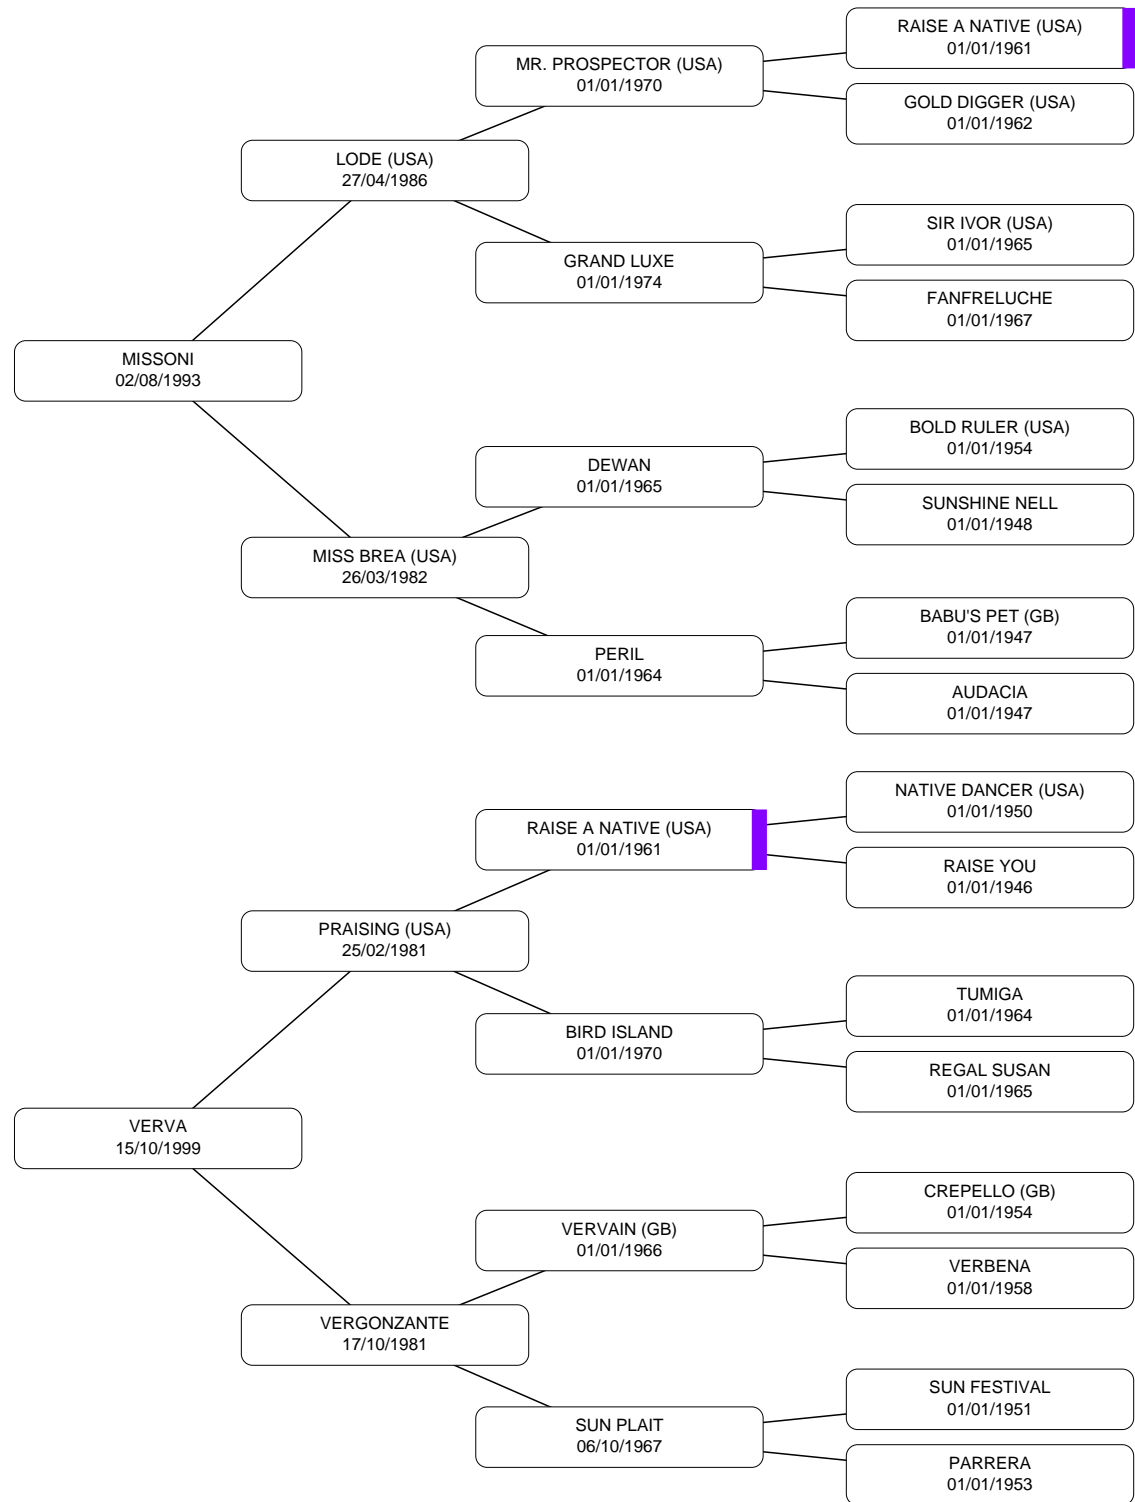 RAISE A NATIVE (USA)
01/01/1961
MR. PROSPECTOR (USA)
01/01/1970
GOLD DIGGER (USA)
01/01/1962
LODE (USA)
27/04/1986
SIR IVOR (USA)
01/01/1965
GRAND LUXE
01/01/1974
FANFRELUCHE
01/01/1967
MISSONI
02/08/1993
BOLD RULER (USA)
01/01/1954
DEWAN
01/01/1965
SUNSHINE NELL
01/01/1948
MISS BREA (USA)
26/03/1982
BABU'S PET (GB)
01/01/1947
PERIL
01/01/1964
AUDACIA
01/01/1947
NATIVE DANCER (USA)
01/01/1950
RAISE A NATIVE (USA)
01/01/1961
RAISE YOU
01/01/1946
PRAISING (USA)
25/02/1981
TUMIGA
01/01/1964
BIRD ISLAND
01/01/1970
REGAL SUSAN
01/01/1965
VERVA
15/10/1999
CREPELLO (GB)
01/01/1954
VERVAIN (GB)
01/01/1966
VERBENA
01/01/1958
VERGONZANTE
17/10/1981
SUN FESTIVAL
01/01/1951
SUN PLAIT
06/10/1967
PARRERA
01/01/1953